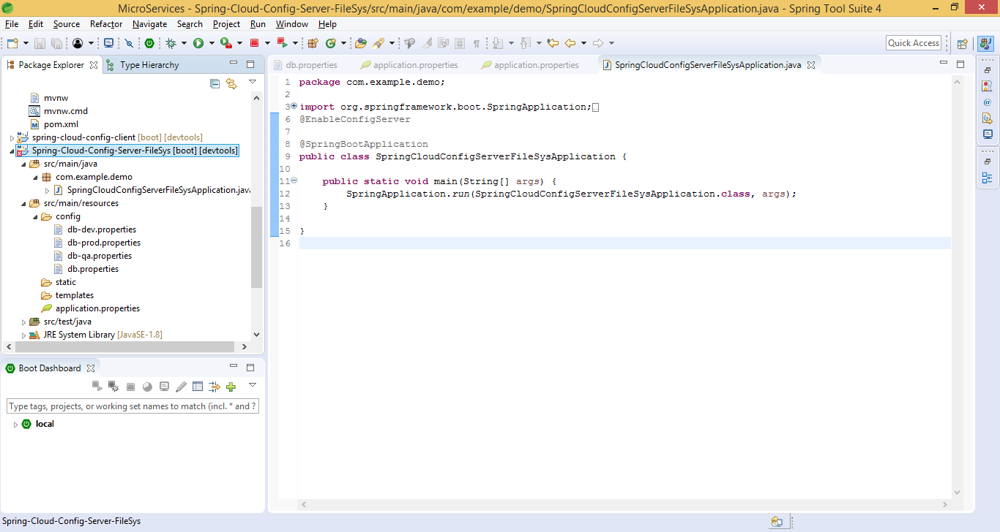 MicroServices - Spring-Cloud-Config-Server-FileSys/src/main/java/com/example/demo/SpringCloudConfigServerFileSysApplication.java - Spring Tool Suite 4
File Edit Source Refactor Navigate Search Project Run Window Help
Quick Access
Package Explorer
Type Hierarchy
mvnw
mvnw.cmd
pom.xml
spring-cloud-config-client [boot] [devtools]
Spring-Cloud-Config-Server-FileSys [boot] [devtools]
src/main/java
com.example.demo
SpringCloudConfigServerFileSysApplication.java
src/main/resources
config
db-dev.properties
db-prod.properties
db-qa.properties
db.properties
static
templates
application.properties
src/test/java
JRE System Library [JavaSE-1.8]
Boot Dashboard
Type tags, projects, or working set names to match (incl. * and ?
local
db.properties
application.properties
application.properties
SpringCloudConfigServerFileSysApplication.java
1 package com.example.demo;
2
3 import org.springframework.boot.SpringApplication;
6 @EnableConfigServer
7
8 @SpringBootApplication
9 public class SpringCloudConfigServerFileSysApplication {
10
11 public static void main(String[] args) {
12 SpringApplication.run(SpringCloudConfigServerFileSysApplication.class, args);
13 }
14
15 }
16
Spring-Cloud-Config-Server-FileSys